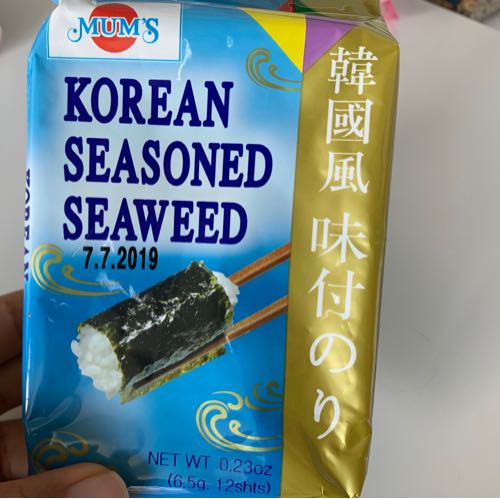 MUM'S
KOREAN
SEASONED
SEAWEED
7.7.2019
韓國風 味付のり
NET WT. 0.23oz
(6.5g, 12shts)
KOREAN